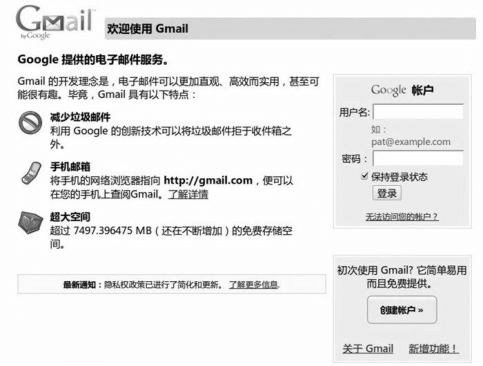 Gmail
by Google
欢迎使用 Gmail
Google 提供的电子邮件服务。
Gmail 的开发理念是，电子邮件可以更加直观、高效而实用，甚至可
能很有趣。毕竟，Gmail 具有以下特点：
减少垃圾邮件
利用 Google 的创新技术可以将垃圾邮件拒于收件箱之
外。
手机邮箱
将手机的网络浏览器指向 http://gmail.com，便可以
在您的手机上查阅Gmail。了解详情
超大空间
超过 7497.396475 MB（还在不断增加）的免费存储空
间。
最新通知：隐私权政策已进行了简化和更新。 了解更多信息.
Google 帐户
用户名:
如：
pat@example.com
密码：
保持登录状态
登录
无法访问您的帐户？
初次使用 Gmail? 它简单易用
而且免费提供。
创建帐户 »
关于 Gmail 新增功能！